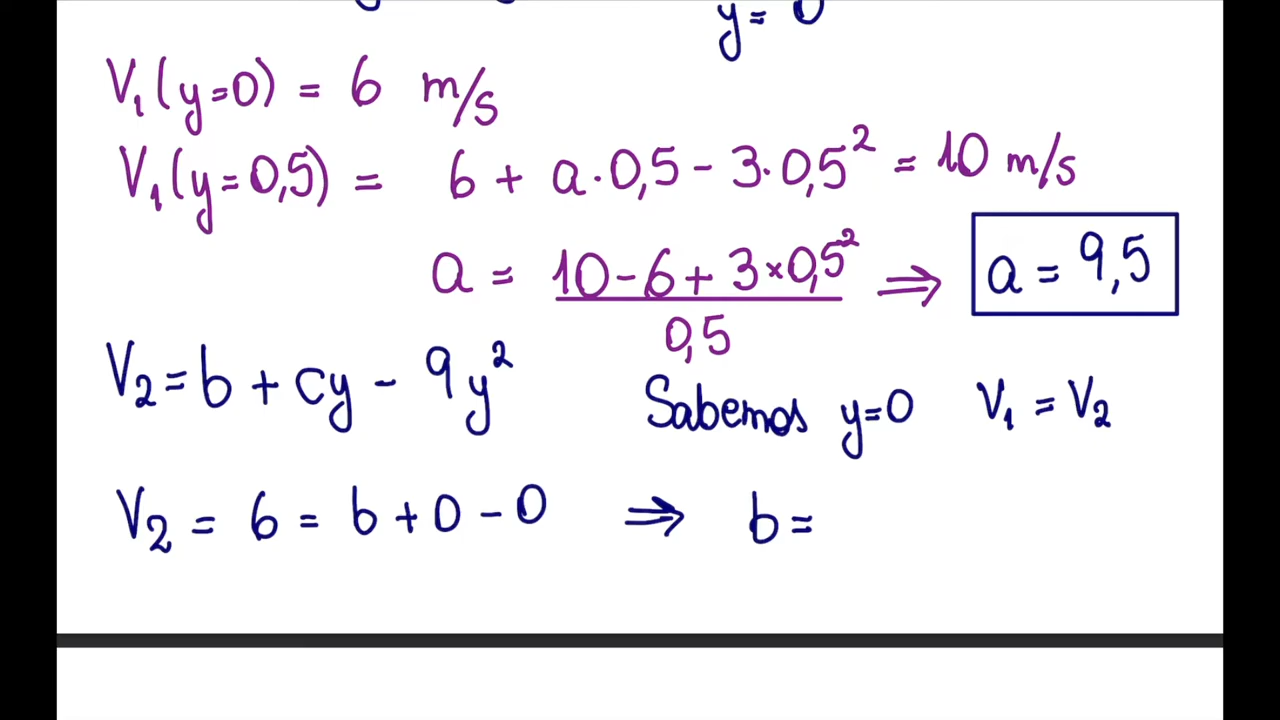 y= 0
V₁(y=0) = 6 m/s
V₁(y=0,5) = 6 + a·0,5 - 3·0,5² = 10 m/s
a = (10 - 6 + 3×0,5²)/0,5 ⇒ a = 9,5
V₂ = b + cy - 9y² Sabemos y=0 V₁ = V₂
V₂ = 6 = b + 0 - 0 ⇒ b =